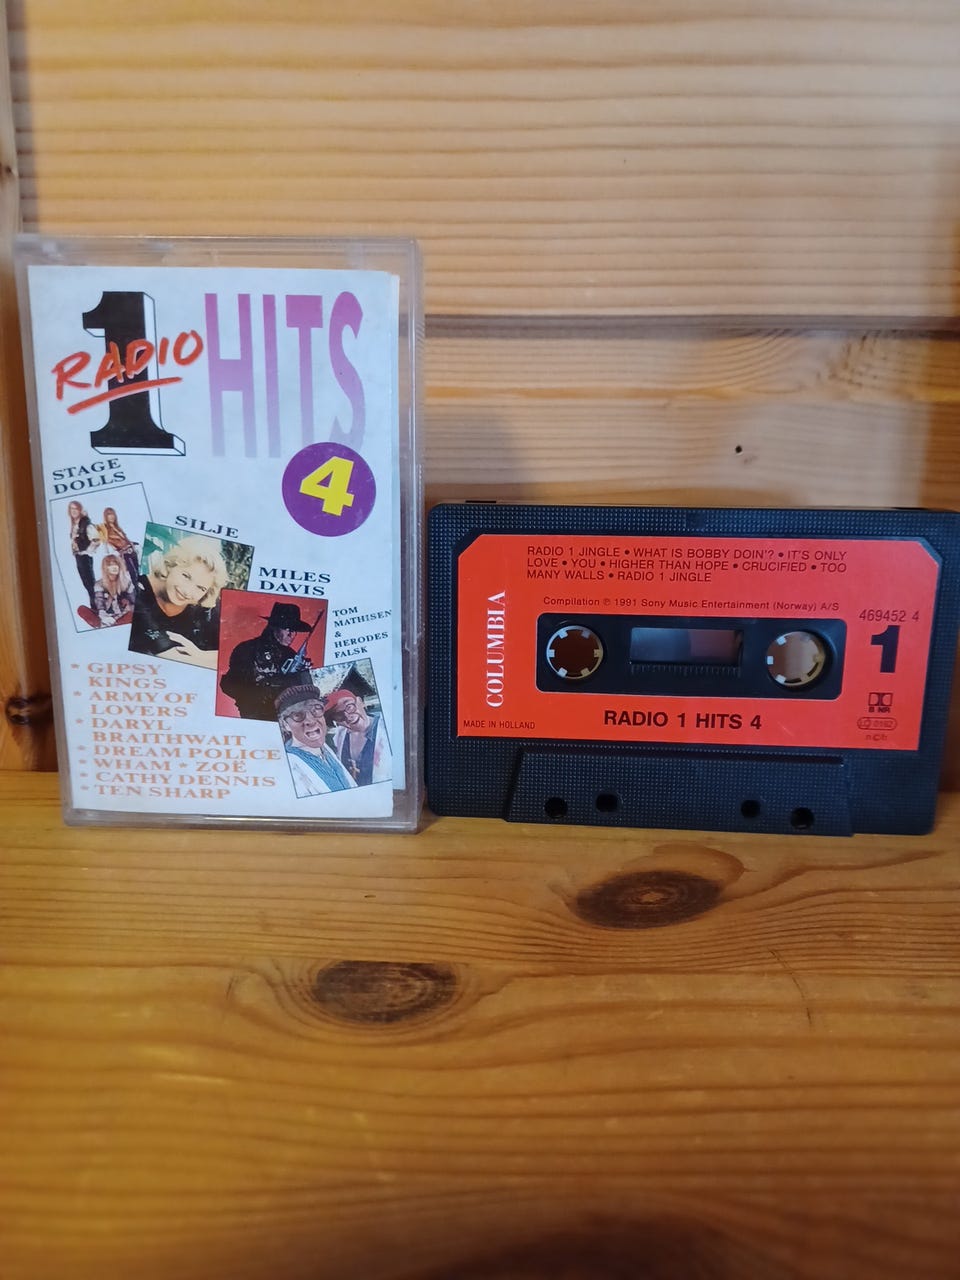 1
RADIO
HITS
4
STAGE
DOLLS
SILJE
MILES
DAVIS
TOM
MATHISEN
&
HERODES
FALSK
* GIPSY
KINGS
* ARMY OF
LOVERS
* DARYL
BRAITHWAIT
* DREAM POLICE
* WHAM * ZOË
* CATHY DENNIS
* TEN SHARP
RADIO 1 JINGLE • WHAT IS BOBBY DOIN'? • IT'S ONLY
LOVE • YOU • HIGHER THAN HOPE • CRUCIFIED • TOO
MANY WALLS • RADIO 1 JINGLE
Compilation ℗ 1991 Sony Music Entertainment (Norway) A/S
469452 4
1
COLUMBIA
B NR
LC 0162
n©b
MADE IN HOLLAND
RADIO 1 HITS 4